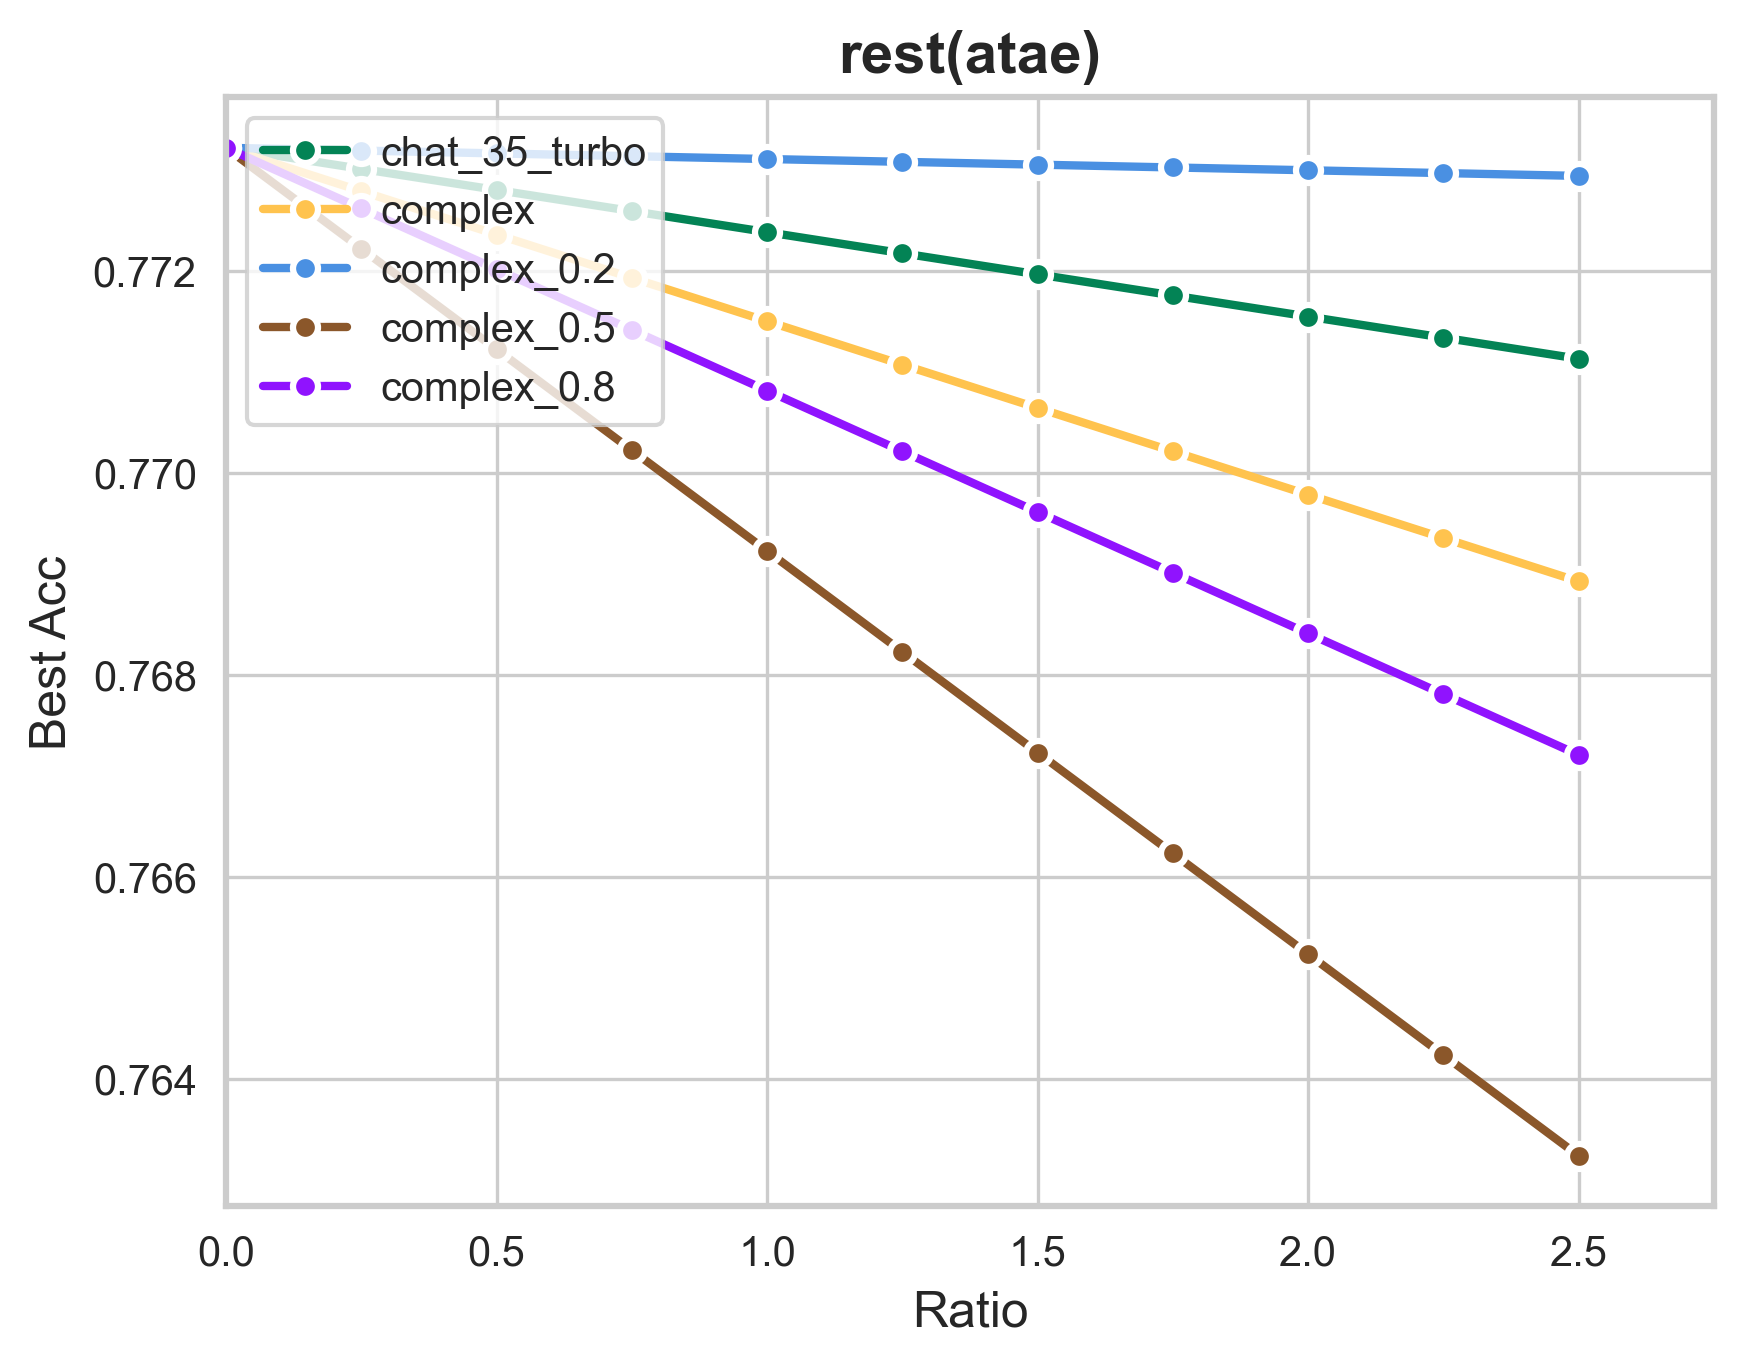 rest(atae)
chat_35_turbo
complex
complex_0.2
complex_0.5
complex_0.8
0.772
0.770
0.768
0.766
0.764
Best Acc
0.0 0.5 1.0 1.5 2.0 2.5
Ratio